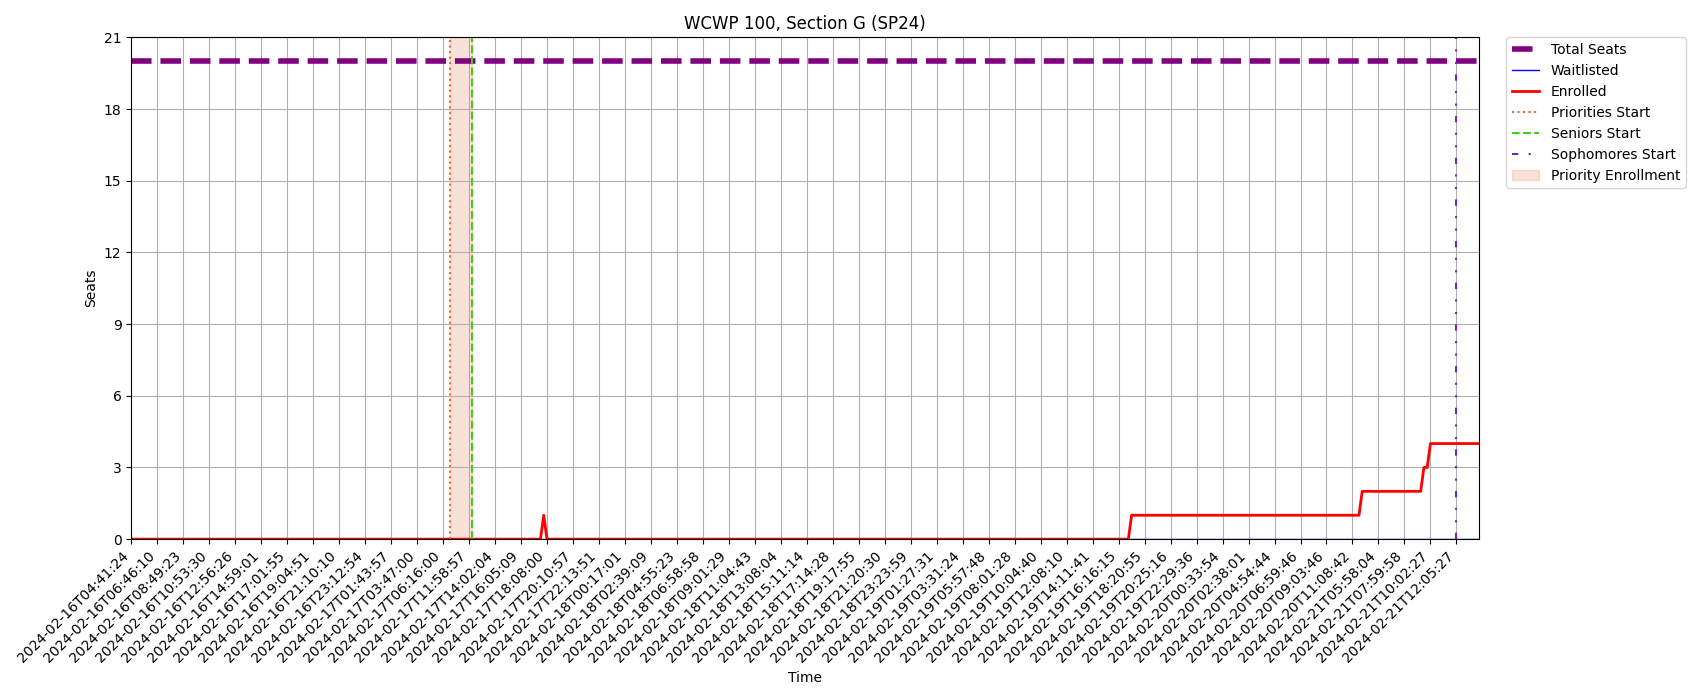 WCWP 100, Section G (SP24)
21
18
15
12
9
6
3
0
Seats
2024-02-16T04:41:24
2024-02-16T06:46:10
2024-02-16T08:49:23
2024-02-16T10:53:30
2024-02-16T12:56:26
2024-02-16T14:59:01
2024-02-16T17:01:55
2024-02-16T19:04:51
2024-02-16T21:10:10
2024-02-16T23:12:54
2024-02-17T01:43:57
2024-02-17T03:47:00
2024-02-17T06:16:00
2024-02-17T11:58:57
2024-02-17T14:02:04
2024-02-17T16:05:09
2024-02-17T18:08:00
2024-02-17T20:10:57
2024-02-17T22:13:51
2024-02-18T00:17:01
2024-02-18T02:39:09
2024-02-18T04:55:23
2024-02-18T06:58:58
2024-02-18T09:01:29
2024-02-18T11:04:43
2024-02-18T13:08:04
2024-02-18T15:11:14
2024-02-18T17:14:28
2024-02-18T19:17:55
2024-02-18T21:20:30
2024-02-18T23:23:59
2024-02-19T01:27:31
2024-02-19T03:31:24
2024-02-19T05:57:48
2024-02-19T08:01:28
2024-02-19T10:04:40
2024-02-19T12:08:10
2024-02-19T14:11:41
2024-02-19T16:16:15
2024-02-19T18:20:55
2024-02-19T20:25:16
2024-02-19T22:29:36
2024-02-20T00:33:54
2024-02-20T02:38:01
2024-02-20T04:54:44
2024-02-20T06:59:46
2024-02-20T09:03:46
2024-02-20T11:08:42
2024-02-21T05:58:04
2024-02-21T07:59:58
2024-02-21T10:02:27
2024-02-21T12:05:27
Time
Total Seats
Waitlisted
Enrolled
Priorities Start
Seniors Start
Sophomores Start
Priority Enrollment